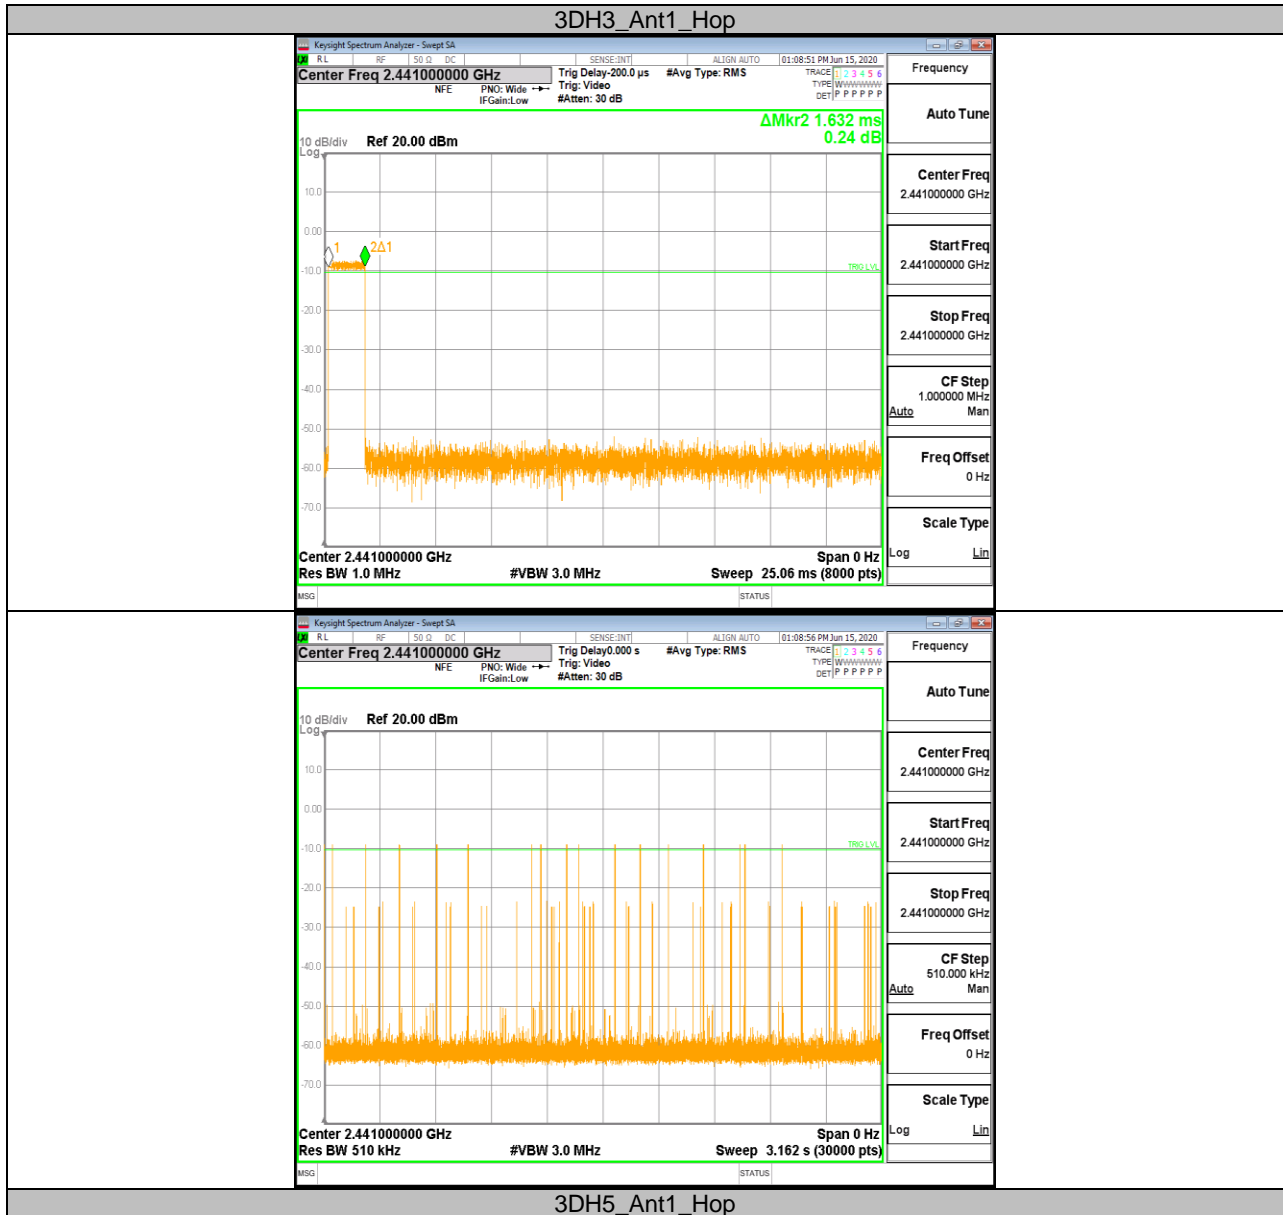 3DH3_Ant1_Hop
Keysight Spectrum Analyzer - Swept SA
LXI RL RF 50 Ω DC SENSE:INT ALIGN AUTO 01:08:51 PM Jun 15, 2020
Center Freq 2.441000000 GHz Trig Delay-200.0 µs #Avg Type: RMS TRACE 1 2 3 4 5 6
NFE PNO: Wide Trig: Video TYPE WWWWWW
IFGain:Low #Atten: 30 dB DET P P P P P P
Frequency
Auto Tune
ΔMkr2 1.632 ms
0.24 dB
10 dB/div Ref 20.00 dBm
Log
10.0
0.00
-10.0
-20.0
-30.0
-40.0
-50.0
-60.0
-70.0
1
2Δ1
TRIG LVL
Center Freq
2.441000000 GHz
Start Freq
2.441000000 GHz
Stop Freq
2.441000000 GHz
CF Step
1.000000 MHz
Auto Man
Freq Offset
0 Hz
Scale Type
Log Lin
Center 2.441000000 GHz Span 0 Hz
Res BW 1.0 MHz #VBW 3.0 MHz Sweep 25.06 ms (8000 pts)
MSG STATUS
Keysight Spectrum Analyzer - Swept SA
LXI RL RF 50 Ω DC SENSE:INT ALIGN AUTO 01:08:56 PM Jun 15, 2020
Center Freq 2.441000000 GHz Trig Delay0.000 s #Avg Type: RMS TRACE 1 2 3 4 5 6
NFE PNO: Wide Trig: Video TYPE WWWWWW
IFGain:Low #Atten: 30 dB DET P P P P P P
Frequency
Auto Tune
10 dB/div Ref 20.00 dBm
Log
10.0
0.00
-10.0
-20.0
-30.0
-40.0
-50.0
-60.0
-70.0
TRIG LVL
Center Freq
2.441000000 GHz
Start Freq
2.441000000 GHz
Stop Freq
2.441000000 GHz
CF Step
510.000 kHz
Auto Man
Freq Offset
0 Hz
Scale Type
Log Lin
Center 2.441000000 GHz Span 0 Hz
Res BW 510 kHz #VBW 3.0 MHz Sweep 3.162 s (30000 pts)
MSG STATUS
3DH5_Ant1_Hop